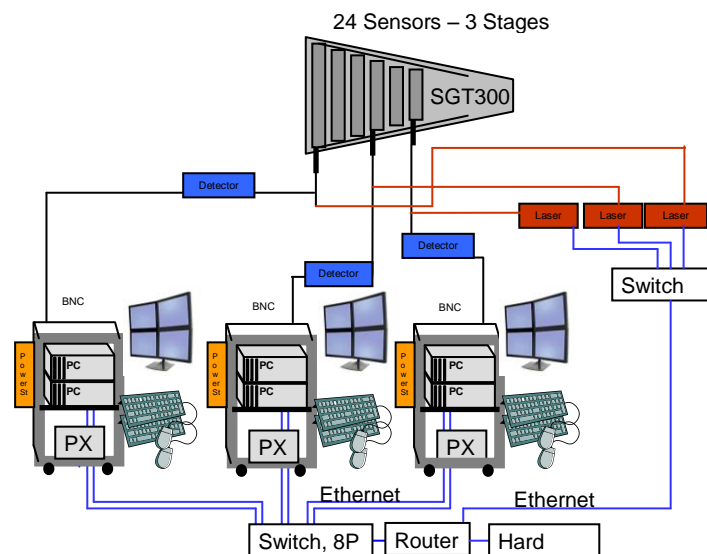 24 Sensors – 3 Stages
SGT300
Detector
Laser
Laser
Laser
Detector
Detector
Switch
BNC
BNC
BNC
Power St
PC
PC
PX
Power St
PC
PC
PX
Power St
PC
PC
PX
Ethernet
Ethernet
Switch, 8P
Router
Hard